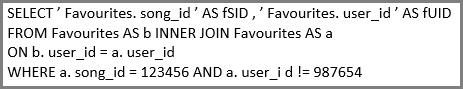 SELECT ’ Favourites. song_id ’ AS fSID , ’ Favourites. user_id ’ AS fUID
FROM Favourites AS b INNER JOIN Favourites AS a
ON b. user_id = a. user_id
WHERE a. song_id = 123456 AND a. user_i d != 987654